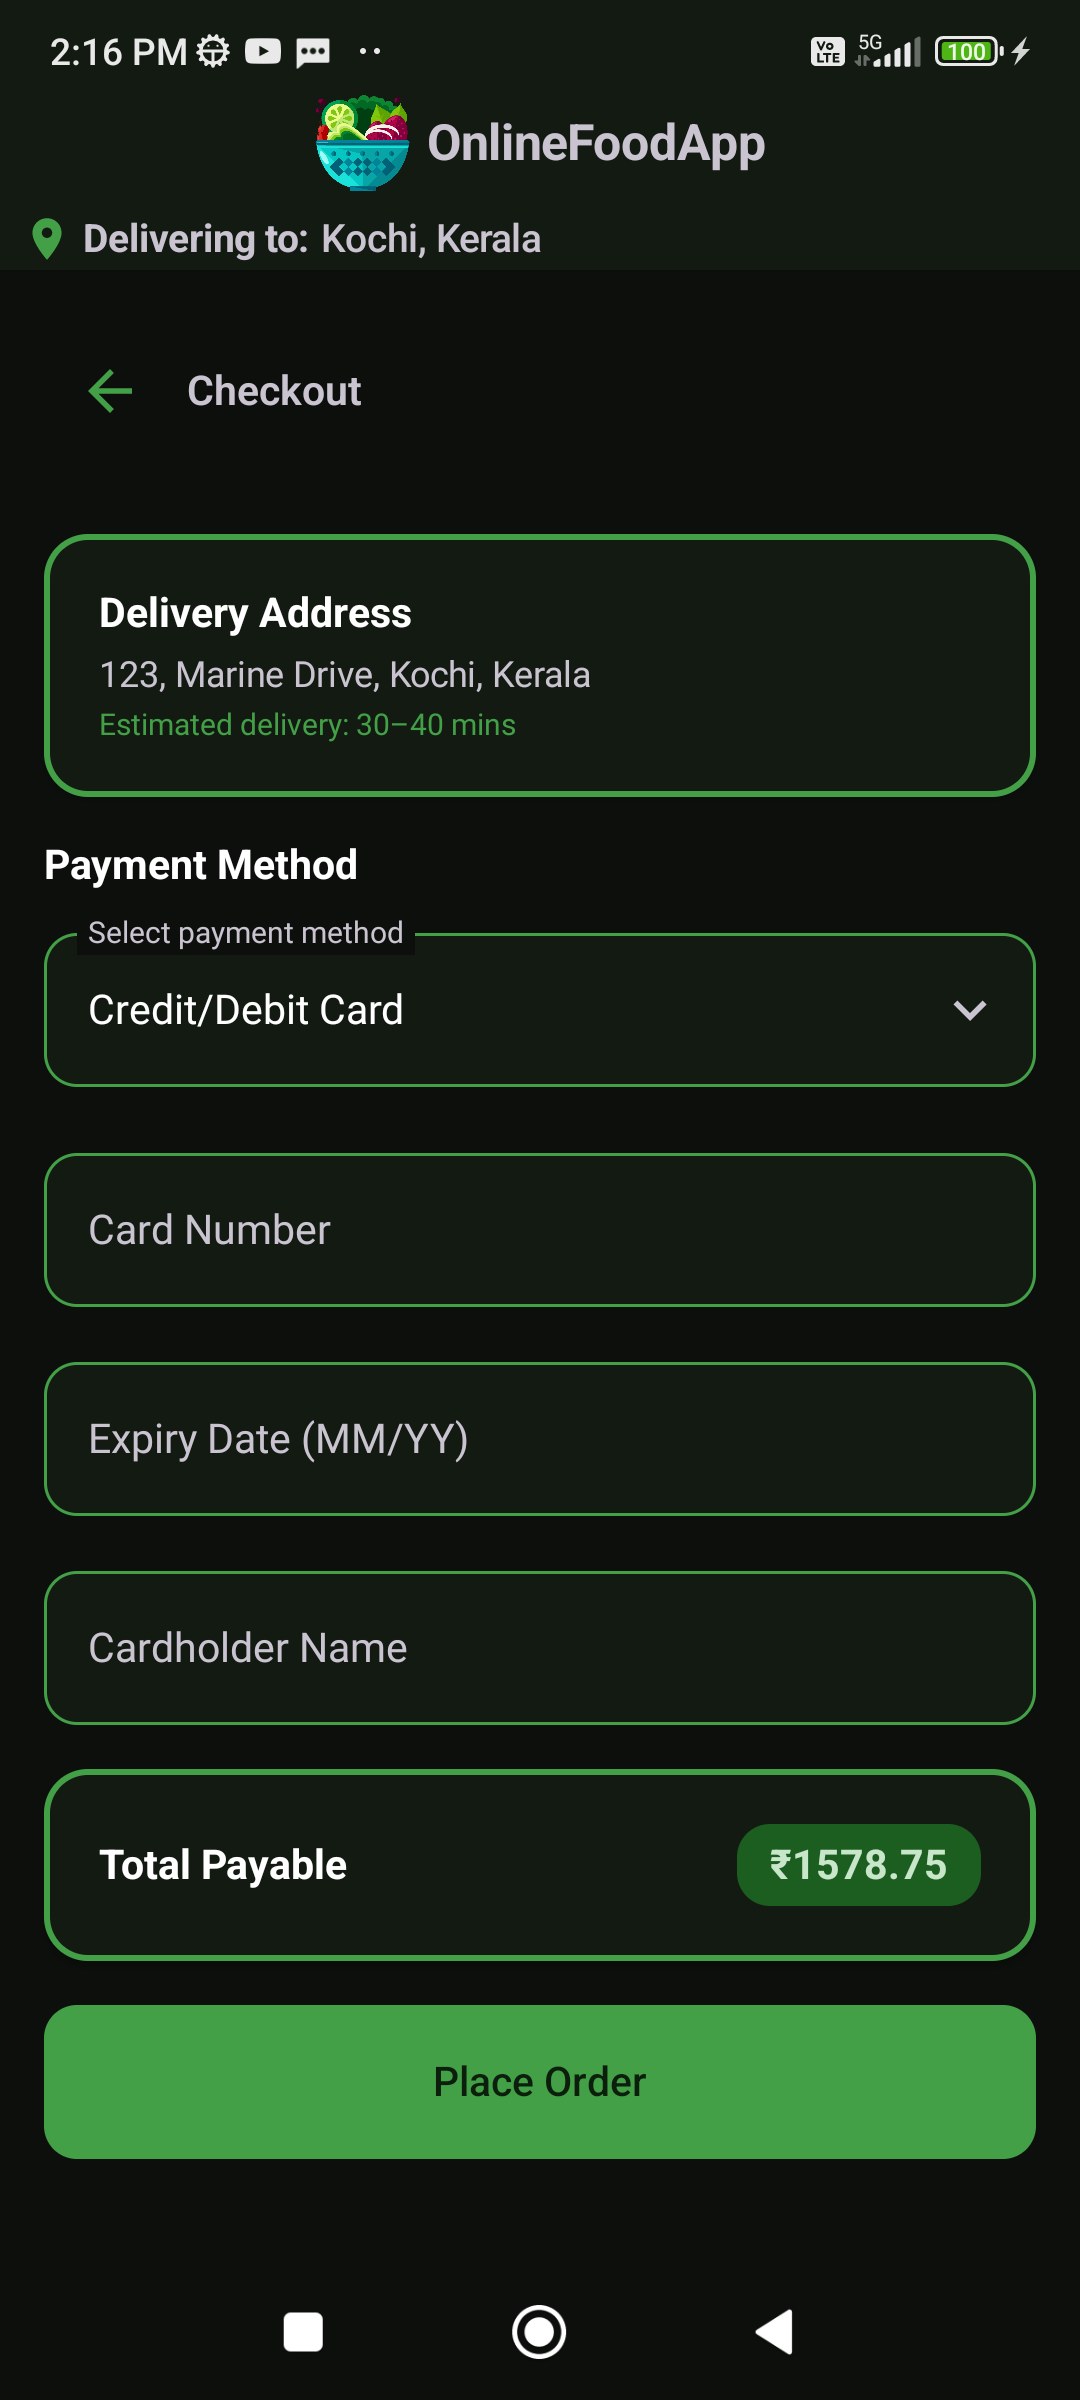 2:16 PM
Vo LTE
5G
100
OnlineFoodApp
Delivering to: Kochi, Kerala
Checkout
Delivery Address
123, Marine Drive, Kochi, Kerala
Estimated delivery: 30–40 mins
Payment Method
Select payment method
Credit/Debit Card
Card Number
Expiry Date (MM/YY)
Cardholder Name
Total Payable ₹1578.75
Place Order